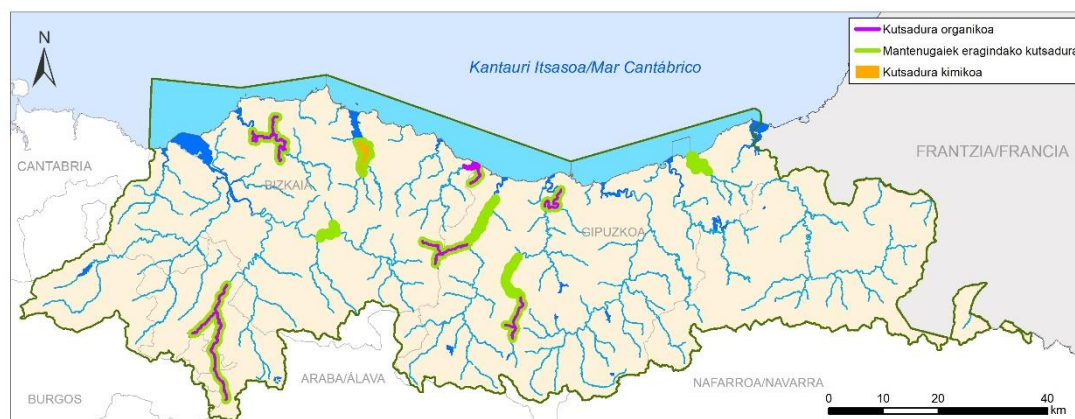 N
Kutsadura organikoa
Mantenugaiek eragindako kutsadura
Kutsadura kimikoa
Kantauri Itsasoa/Mar Cantábrico
CANTABRIA
FRANTZIA/FRANCIA
BIZKAIA
GIPUZKOA
ARABA/ÁLAVA
NAFARROA/NAVARRA
BURGOS
0 10 20 40
km